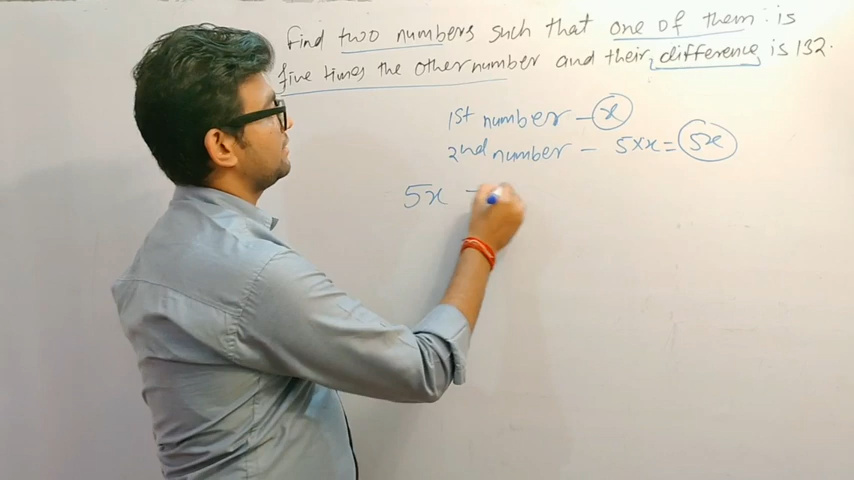 Find two numbers such that one of them is
five times the other number and their difference is 132.
1st number - x
2nd number - 5×x = 5x
5x -